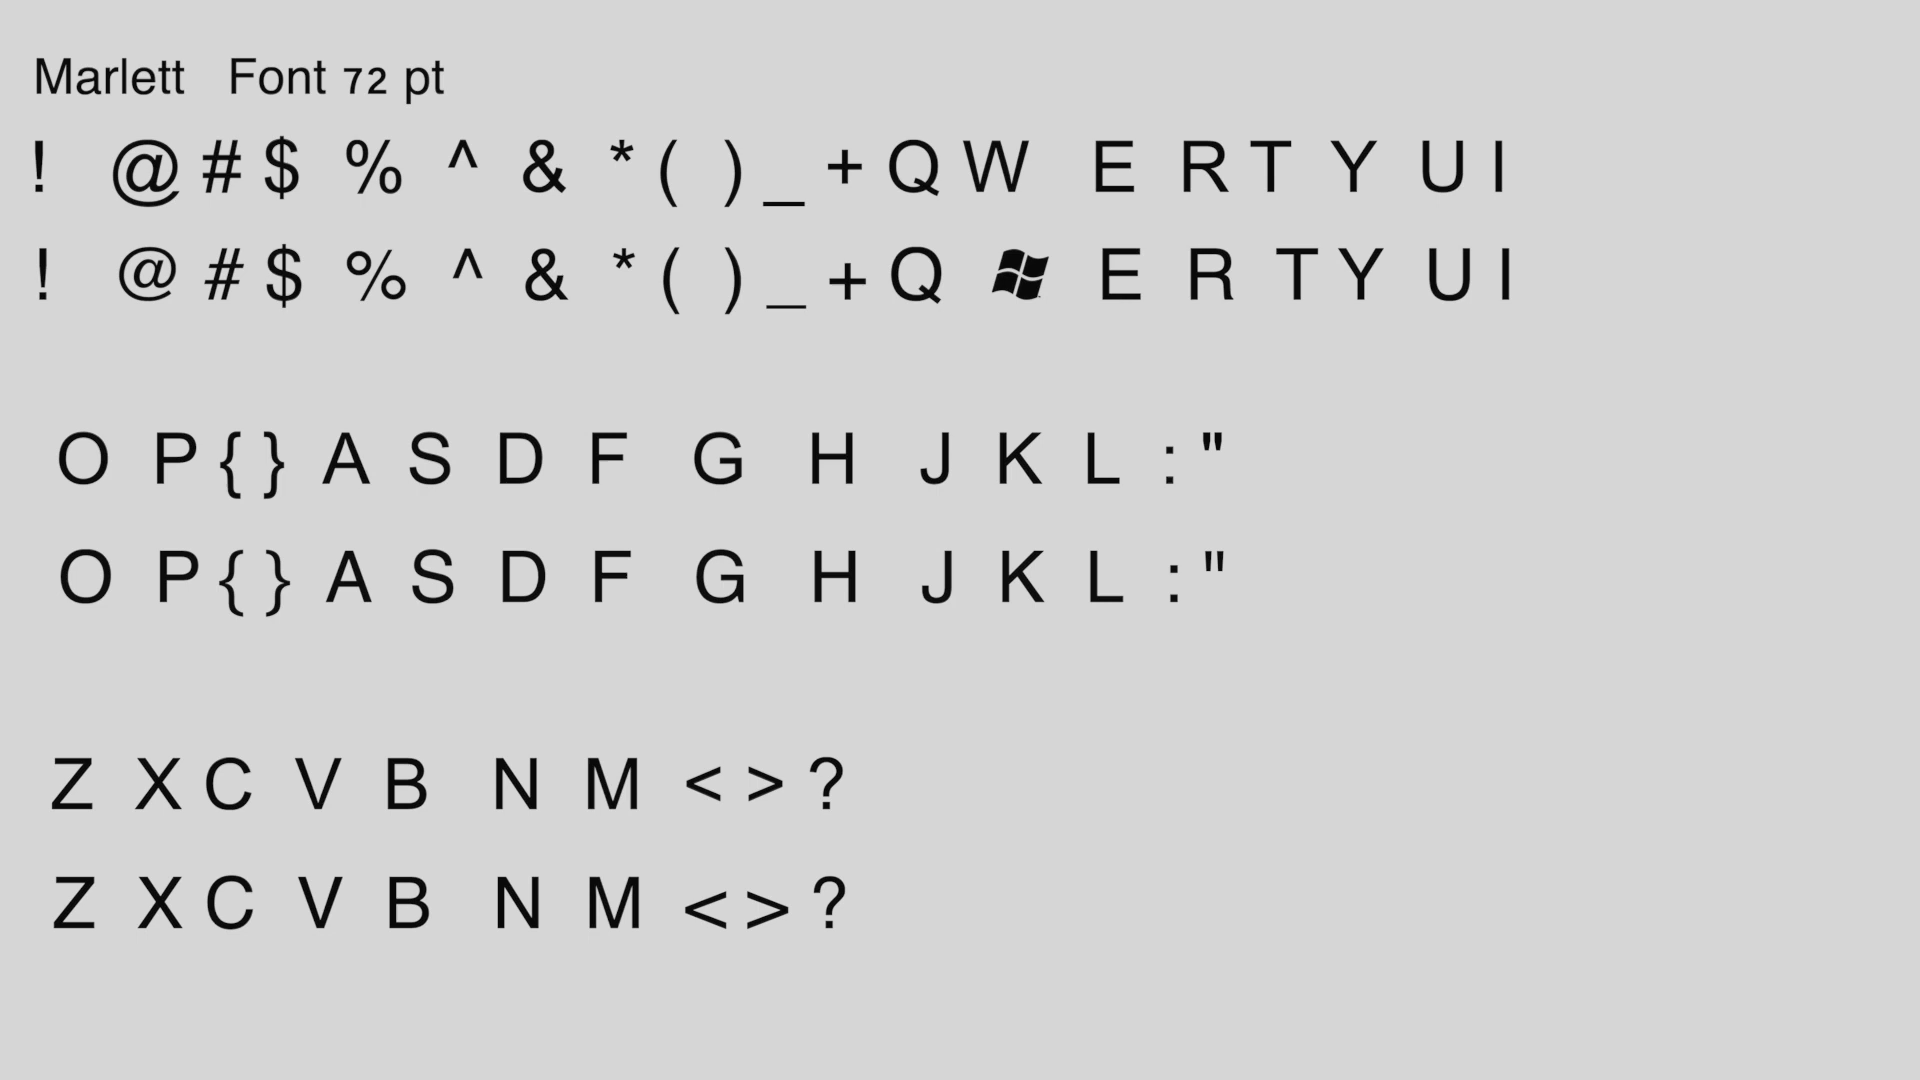 Marlett Font 72 pt
! @ # $ % ^ & * ( ) _ + Q W E R T Y U I
! @ # $ % ^ & * ( ) _ + Q E R T Y U I
O P { } A S D F G H J K L : "
O P { } A S D F G H J K L : "
Z X C V B N M < > ?
Z X C V B N M < > ?